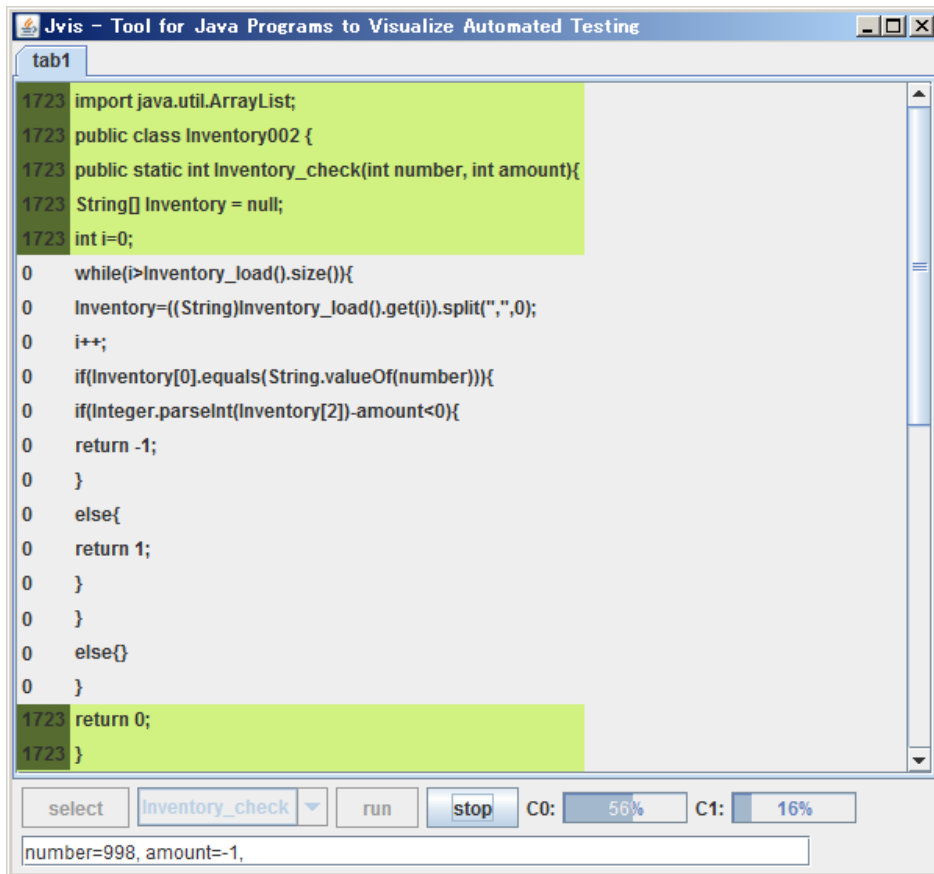 Jvis - Tool for Java Programs to Visualize Automated Testing
tab1
1723 import java.util.ArrayList;
1723 public class Inventory002 {
1723 public static int Inventory_check(int number, int amount){
1723 String[] Inventory = null;
1723 int i=0;
0 while(i>Inventory_load().size()){
0 Inventory=((String)Inventory_load().get(i)).split(",",0);
0 i++;
0 if(Inventory[0].equals(String.valueOf(number))){
0 if(Integer.parseInt(Inventory[2])-amount<0){
0 return -1;
0 }
0 else{
0 return 1;
0 }
0 }
0 else{}
0 }
1723 return 0;
1723 }
select Inventory_check run stop C0: 56% C1: 16%
number=998, amount=-1,